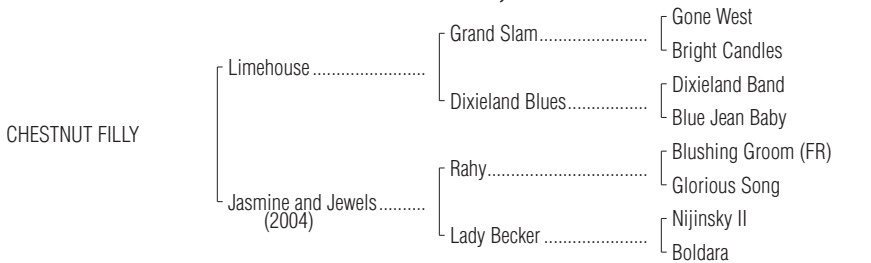 Gone West
Grand Slam.......................
Bright Candles
Limehouse........................
Dixieland Band
Dixieland Blues.................
Blue Jean Baby
CHESTNUT FILLY
Blushing Groom (FR)
Rahy..................................
Glorious Song
Jasmine and Jewels..........
(2004)
Nijinsky II
Lady Becker......................
Boldara